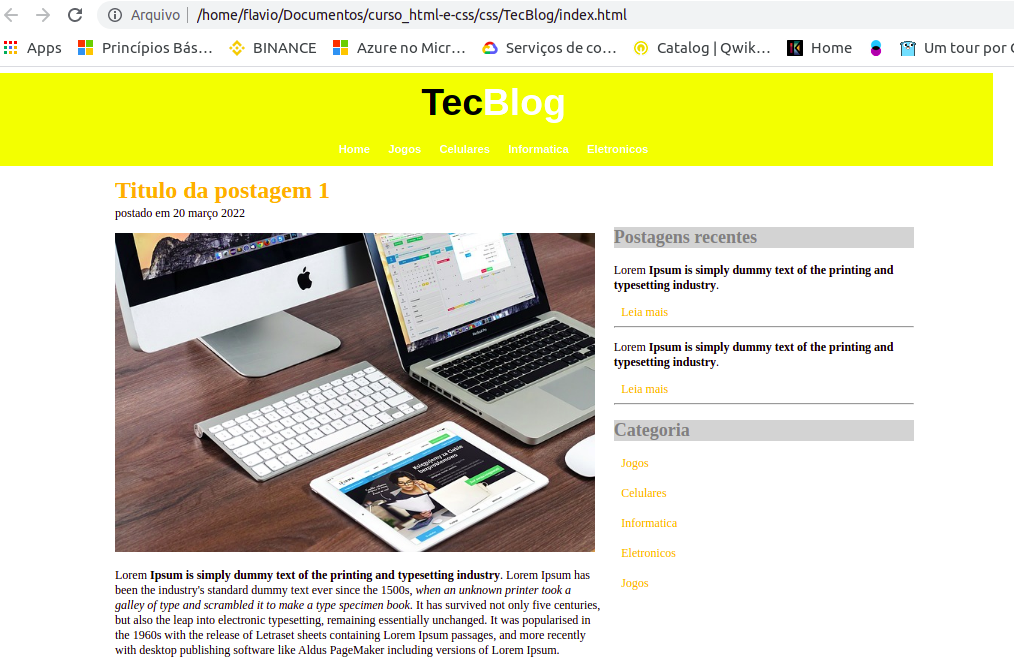 Arquivo | /home/flavio/Documentos/curso_html-e-css/css/TecBlog/index.html
Apps Princípios Bás… BINANCE Azure no Micr… Serviços de co… Catalog | Qwik… Home Um tour por G
TecBlog
Home Jogos Celulares Informatica Eletronicos
Titulo da postagem 1
postado em 20 março 2022
Lorem Ipsum is simply dummy text of the printing and typesetting industry. Lorem Ipsum has
been the industry's standard dummy text ever since the 1500s, when an unknown printer took a
galley of type and scrambled it to make a type specimen book. It has survived not only five centuries,
but also the leap into electronic typesetting, remaining essentially unchanged. It was popularised in
the 1960s with the release of Letraset sheets containing Lorem Ipsum passages, and more recently
with desktop publishing software like Aldus PageMaker including versions of Lorem Ipsum.
Postagens recentes
Lorem Ipsum is simply dummy text of the printing and
typesetting industry.
Leia mais
Lorem Ipsum is simply dummy text of the printing and
typesetting industry.
Leia mais
Categoria
Jogos
Celulares
Informatica
Eletronicos
Jogos